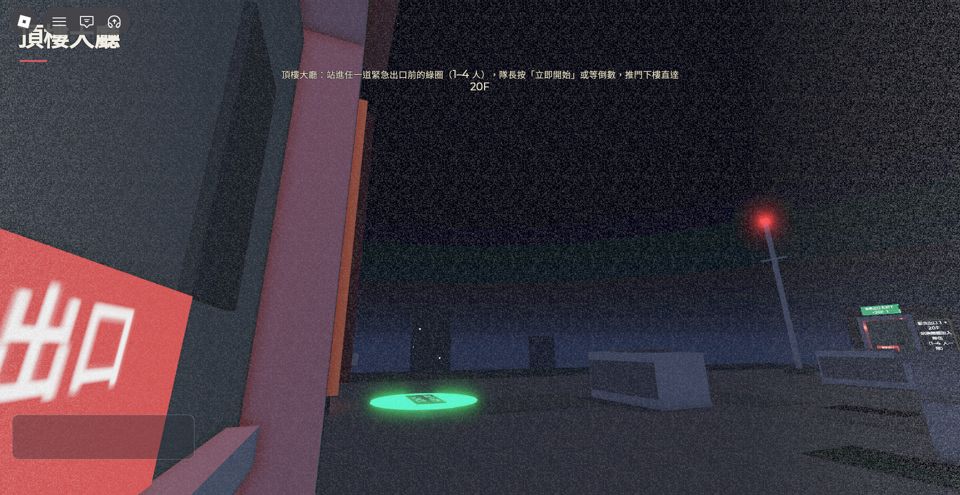 頂樓大廳
頂樓大廳：站進任一道緊急出口前的綠圈（1–4 人），隊長按「立即開始」或等倒數，推門下樓直達
20F
出口
20F